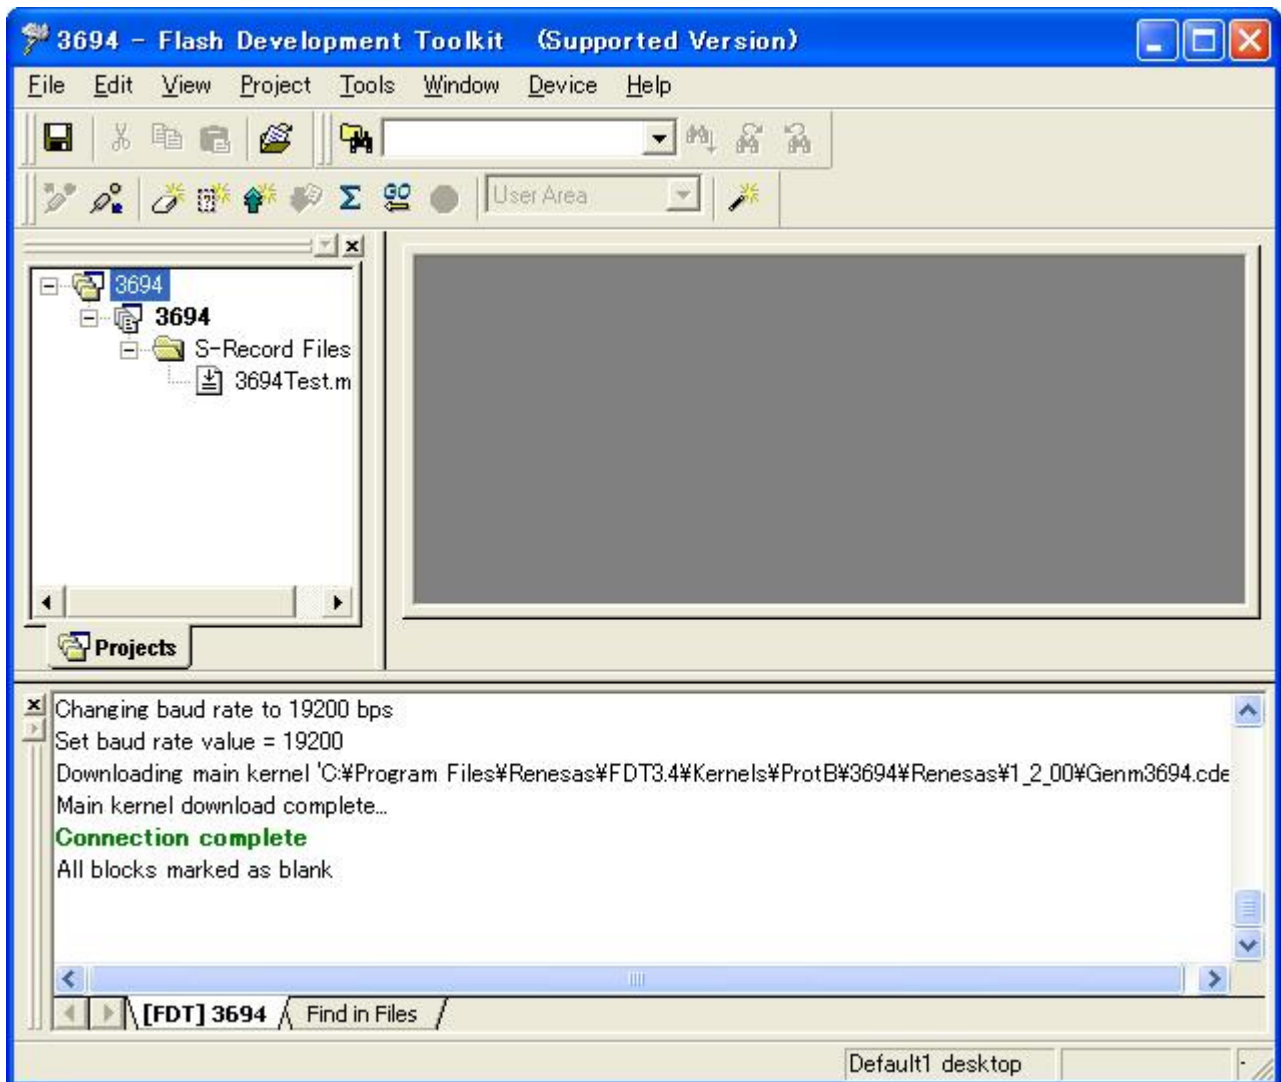 3694 - Flash Development Toolkit (Supported Version)
File Edit View Project Tools Window Device Help
User Area
3694
3694
S-Record Files
3694Test.m
Projects
Changing baud rate to 19200 bps
Set baud rate value = 19200
Downloading main kernel 'C:¥Program Files¥Renesas¥FDT3.4¥Kernels¥ProtB¥3694¥Renesas¥1_2_00¥Genm3694.cde
Main kernel download complete...
Connection complete
All blocks marked as blank
[FDT] 3694 Find in Files
Default1 desktop